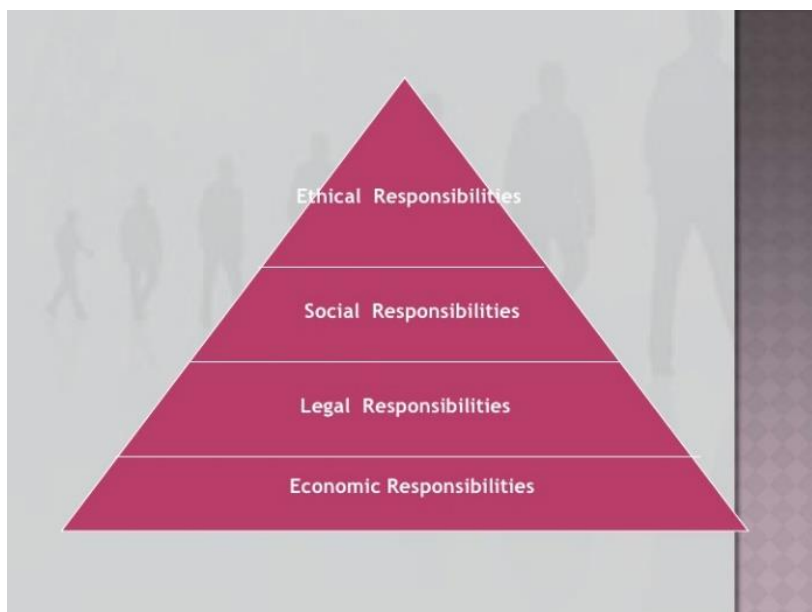 Ethical Responsibilities
Social Responsibilities
Legal Responsibilities
Economic Responsibilities